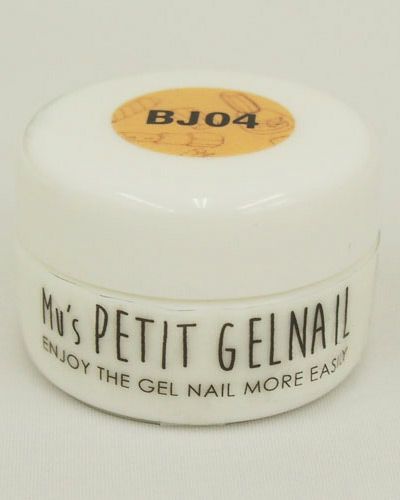 BJ04
Mu's PETIT GELNAIL
ENJOY THE GEL NAIL MORE EASILY